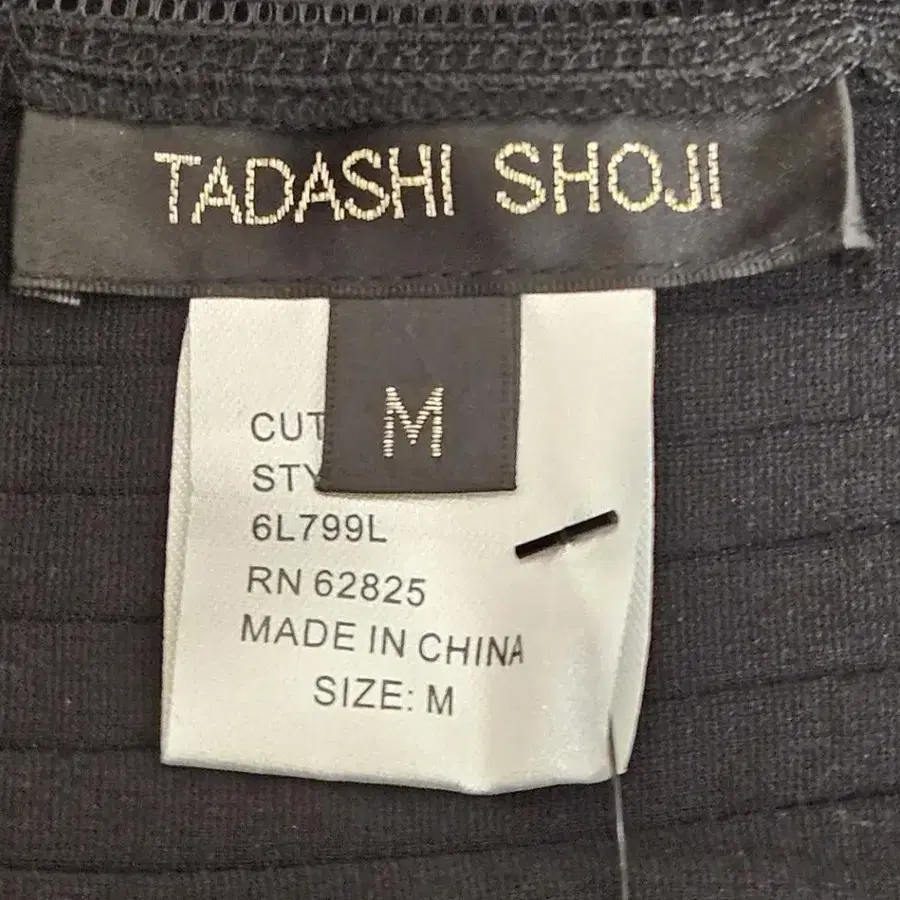 TADASHI SHOJI
M
CUT
STY
6L799L
RN 62825
MADE IN CHINA
SIZE: M